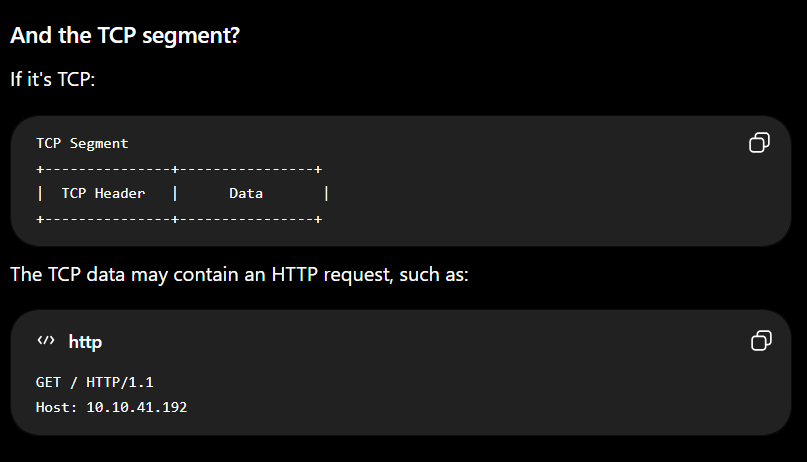 And the TCP segment?
If it's TCP:
TCP Segment
+---------------+----------------+
|  TCP Header   |      Data       |
+---------------+----------------+
The TCP data may contain an HTTP request, such as:
</> http
GET / HTTP/1.1
Host: 10.10.41.192